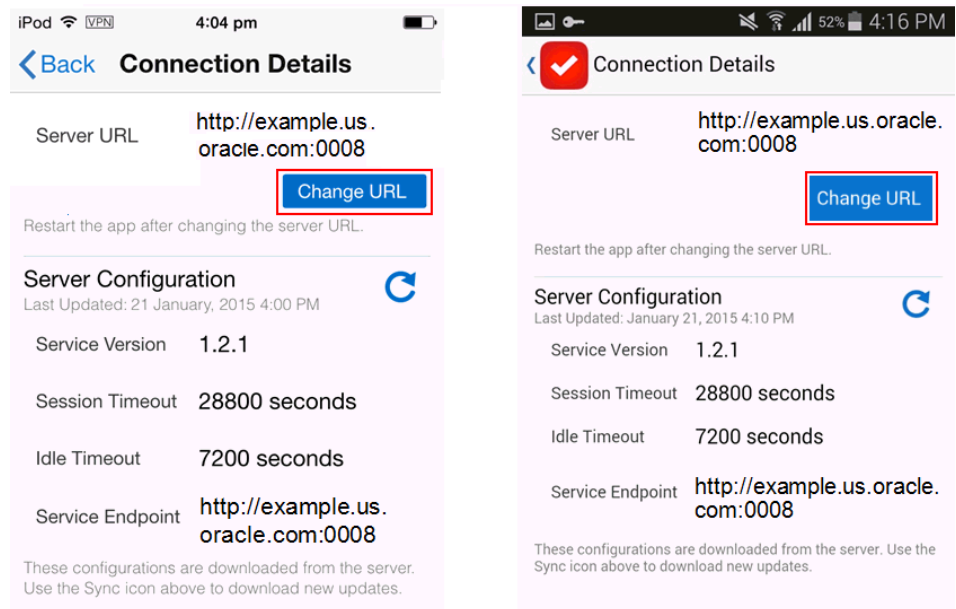 iPod VPN 4:04 pm
Back Connection Details
Server URL http://example.us.
oracle.com:0008
Change URL
Restart the app after changing the server URL.
Server Configuration
Last Updated: 21 January, 2015 4:00 PM
Service Version 1.2.1
Session Timeout 28800 seconds
Idle Timeout 7200 seconds
Service Endpoint http://example.us.
oracle.com:0008
These configurations are downloaded from the server.
Use the Sync icon above to download new updates.
52% 4:16 PM
Connection Details
Server URL http://example.us.oracle.
com:0008
Change URL
Restart the app after changing the server URL.
Server Configuration
Last Updated: January 21, 2015 4:10 PM
Service Version 1.2.1
Session Timeout 28800 seconds
Idle Timeout 7200 seconds
Service Endpoint http://example.us.oracle.
com:0008
These configurations are downloaded from the server. Use the
Sync icon above to download new updates.